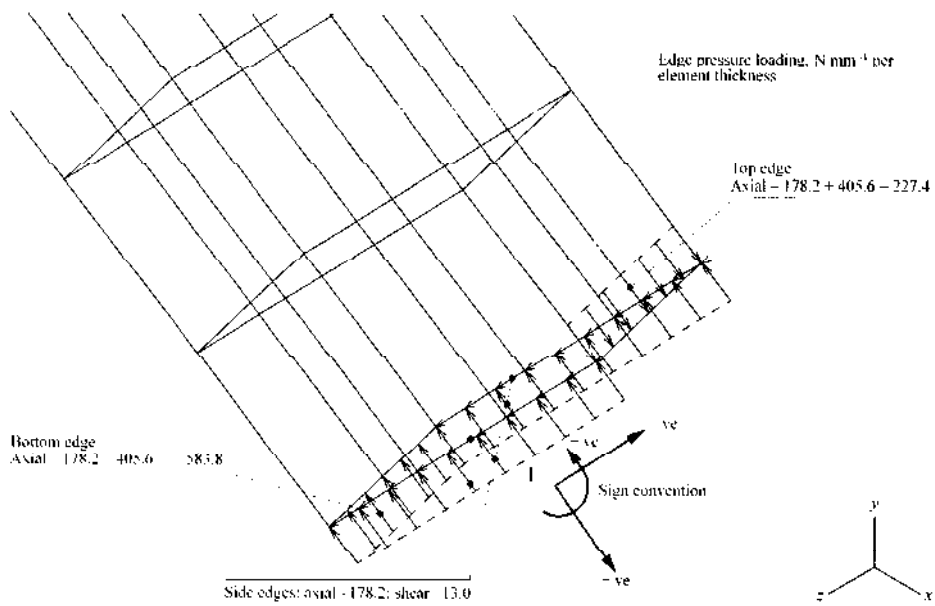 Edge pressure loading, N mm⁻¹ per
element thickness
Top edge
Axial – 178.2 + 405.6 – 227.4
Bottom edge
Axial – 178.2 – 405.6 – 583.8
– ve
– ve
Sign convention
– ve
Side edges: axial -178.2; shear –13.0
y
z
x